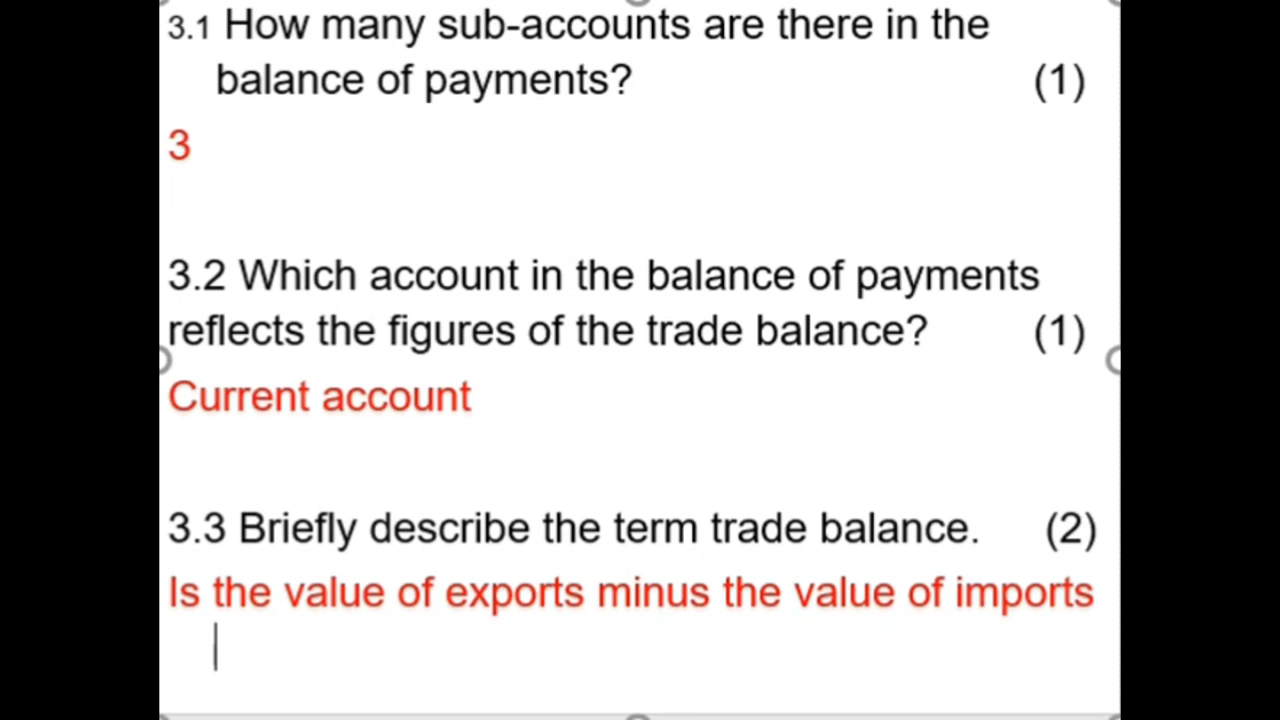 3.1 How many sub-accounts are there in the
balance of payments? (1)
3
3.2 Which account in the balance of payments
reflects the figures of the trade balance? (1)
Current account
3.3 Briefly describe the term trade balance. (2)
Is the value of exports minus the value of imports